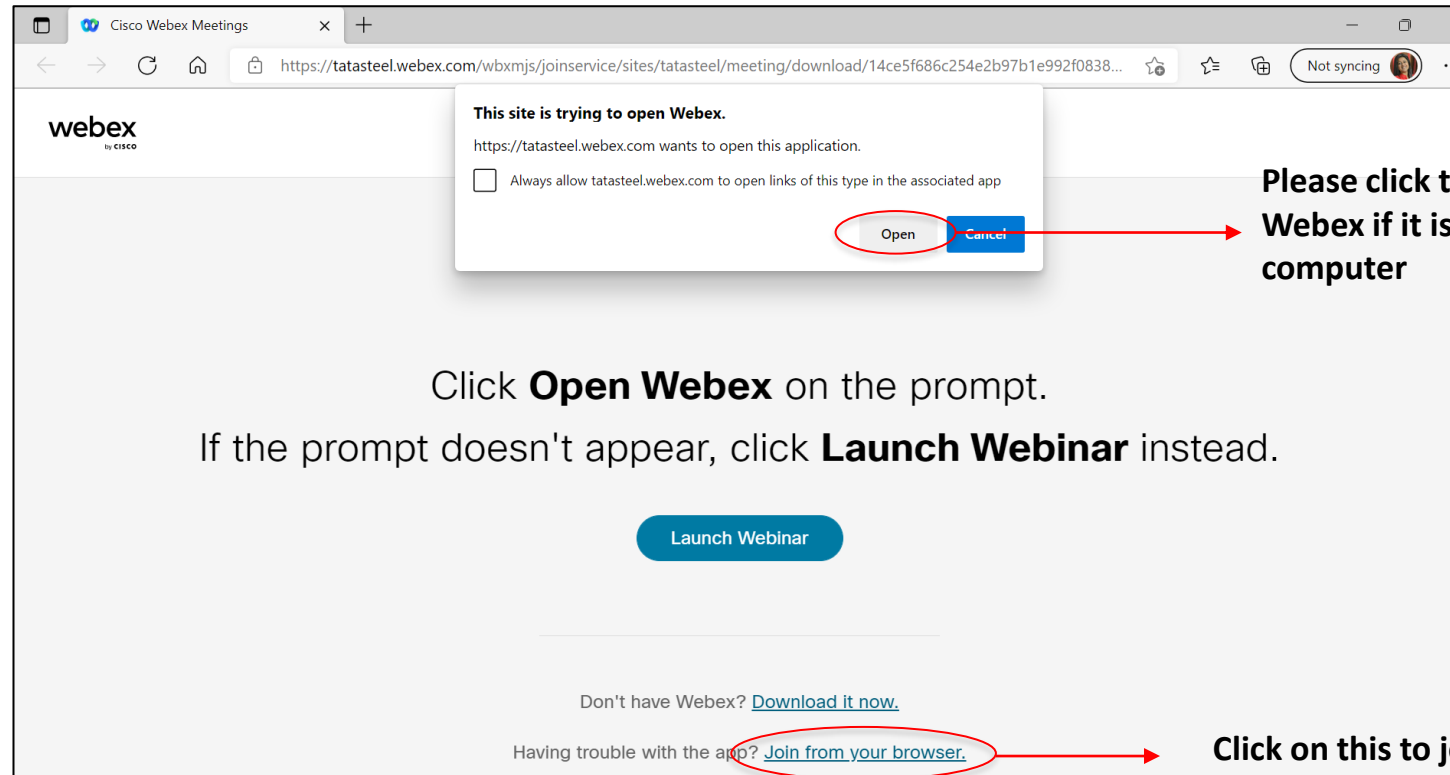 Cisco Webex Meetings
https://tatasteel.webex.com/wbxmjs/joinservice/sites/tatasteel/meeting/download/14ce5f686c254e2b97b1e992f0838...
Not syncing
webex
by CISCO
This site is trying to open Webex.
https://tatasteel.webex.com wants to open this application.
Always allow tatasteel.webex.com to open links of this type in the associated app
Open
Cancel
Please click t
Webex if it is
computer
Click Open Webex on the prompt.
If the prompt doesn't appear, click Launch Webinar instead.
Launch Webinar
Don't have Webex? Download it now.
Having trouble with the app? Join from your browser.
Click on this to j